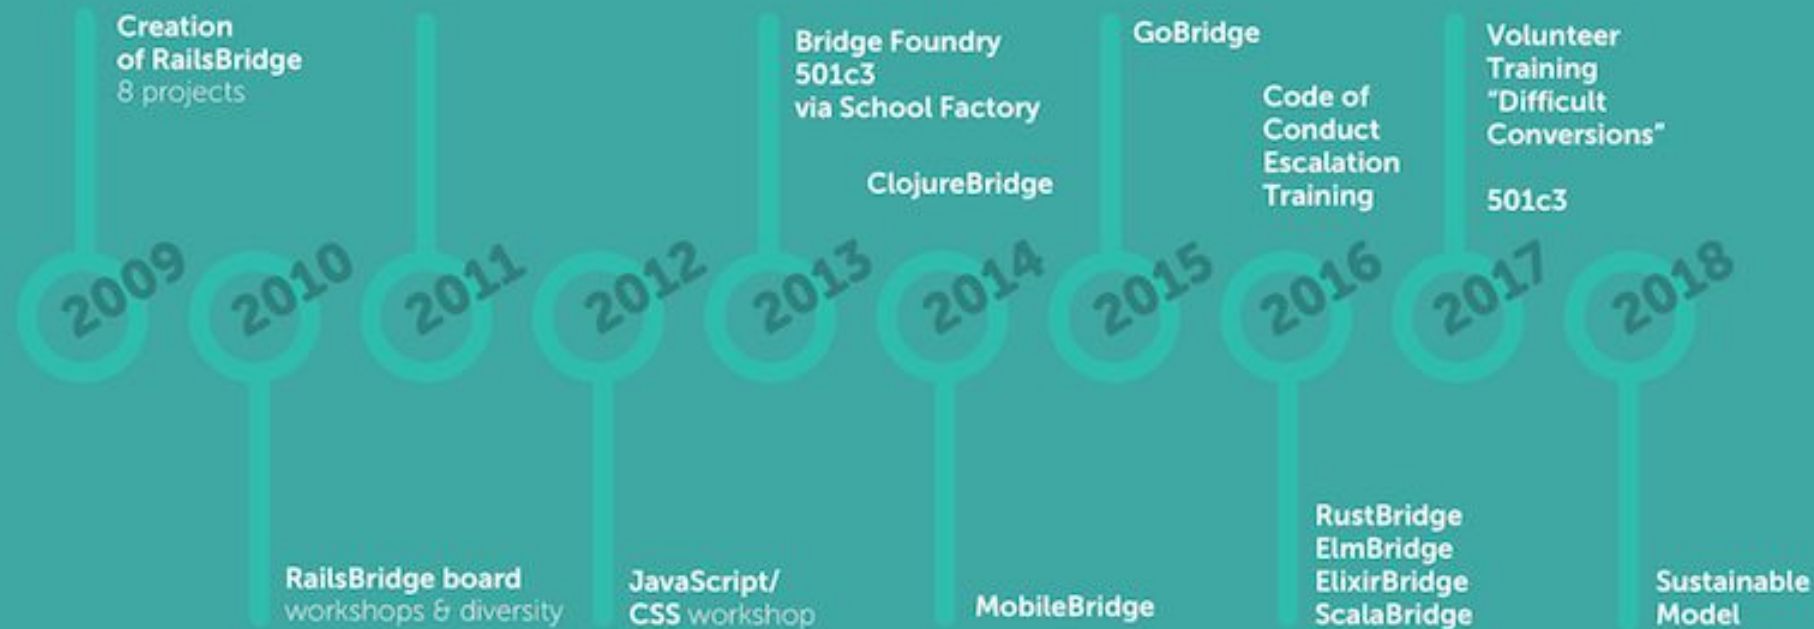 Creation
of RailsBridge
8 projects
Bridge Foundry
501c3
via School Factory
ClojureBridge
GoBridge
Code of
Conduct
Escalation
Training
Volunteer
Training
"Difficult
Conversions"
501c3
2009
2010
2011
2012
2013
2014
2015
2016
2017
2018
RailsBridge board
workshops & diversity
JavaScript/
CSS workshop
MobileBridge
RustBridge
ElmBridge
ElixirBridge
ScalaBridge
Sustainable
Model